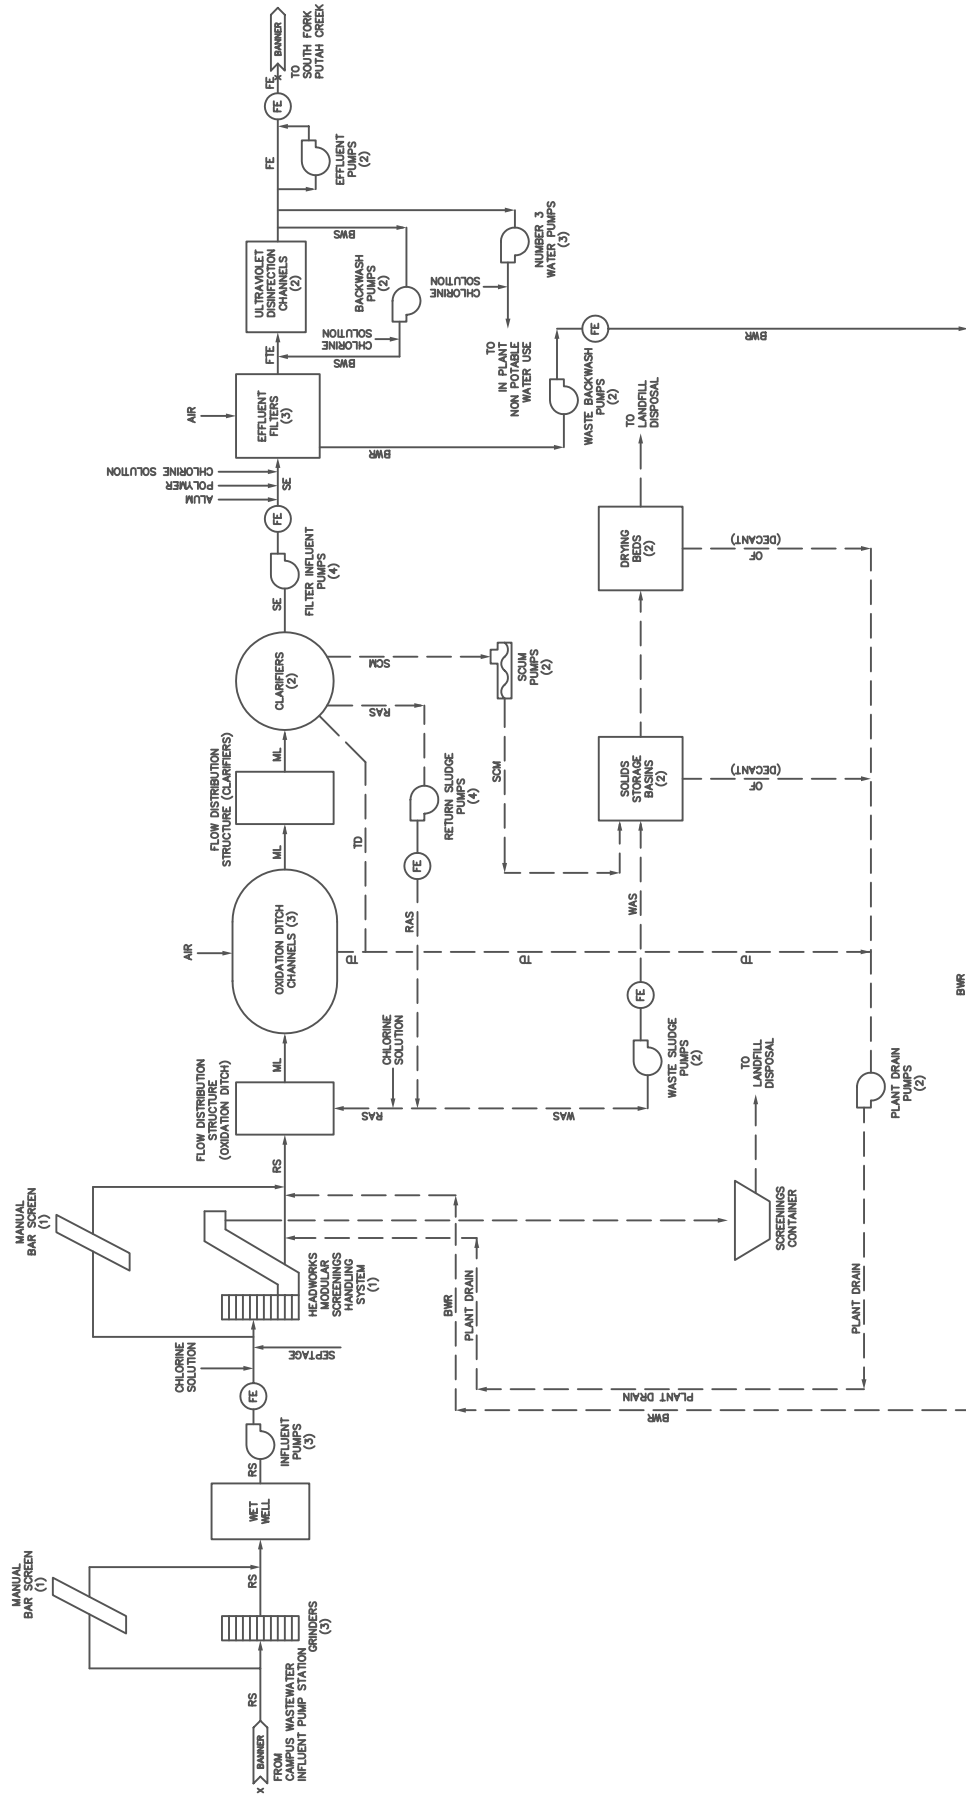 X BANNER
FROM
CAMPUS WASTEWATER
INFLUENT PUMP STATION
RS
MANUAL
BAR SCREEN
(1)
GRINDERS
(3)
RS
WET
WELL
RS
INFLUENT
PUMPS
(3)
FE
CHLORINE
SOLUTION
SEPTAGE
MANUAL
BAR SCREEN
(1)
HEADWORKS
MODULAR
SCREENINGS
HANDLING
SYSTEM
(1)
RS
FLOW DISTRIBUTION
STRUCTURE
(OXIDATION DITCH)
ML
AIR
OXIDATION DITCH
CHANNELS (3)
ML
FLOW DISTRIBUTION
STRUCTURE (CLARIFIERS)
ML
CLARIFIERS
(2)
SE
FILTER INFLUENT
PUMPS
(4)
FE
ALUM
POLYMER
CHLORINE SOLUTION
SE
AIR
EFFLUENT
FILTERS
(3)
FTE
ULTRAVIOLET
DISINFECTION
CHANNELS
(2)
FE
EFFLUENT
PUMPS
(2)
FE
FE
X BANNER
TO
SOUTH FORK
PUTAH CREEK
BWS
BACKWASH
PUMPS
(2)
CHLORINE
SOLUTION
BWS
NUMBER 3
WATER PUMPS
(3)
CHLORINE
SOLUTION
TO
IN PLANT
NON POTABLE
WATER USE
BWR
WASTE BACKWASH
PUMPS
(2)
FE
BWR
SCM
SCUM
PUMPS
(2)
SCM
RAS
RETURN SLUDGE
PUMPS
(4)
FE
RAS
CHLORINE
SOLUTION
RAS
WAS
WASTE SLUDGE
PUMPS
(2)
FE
WAS
SOLIDS
STORAGE
BASINS
(2)
OF
(DECANT)
DRYING
BEDS
(2)
OF
(DECANT)
TO
LANDFILL
DISPOSAL
TD
TD
TD
TD
PLANT DRAIN
PUMPS
(2)
PLANT DRAIN
PLANT DRAIN
PLANT DRAIN
BWR
BWR
BWR
SCREENINGS
CONTAINER
TO
LANDFILL
DISPOSAL